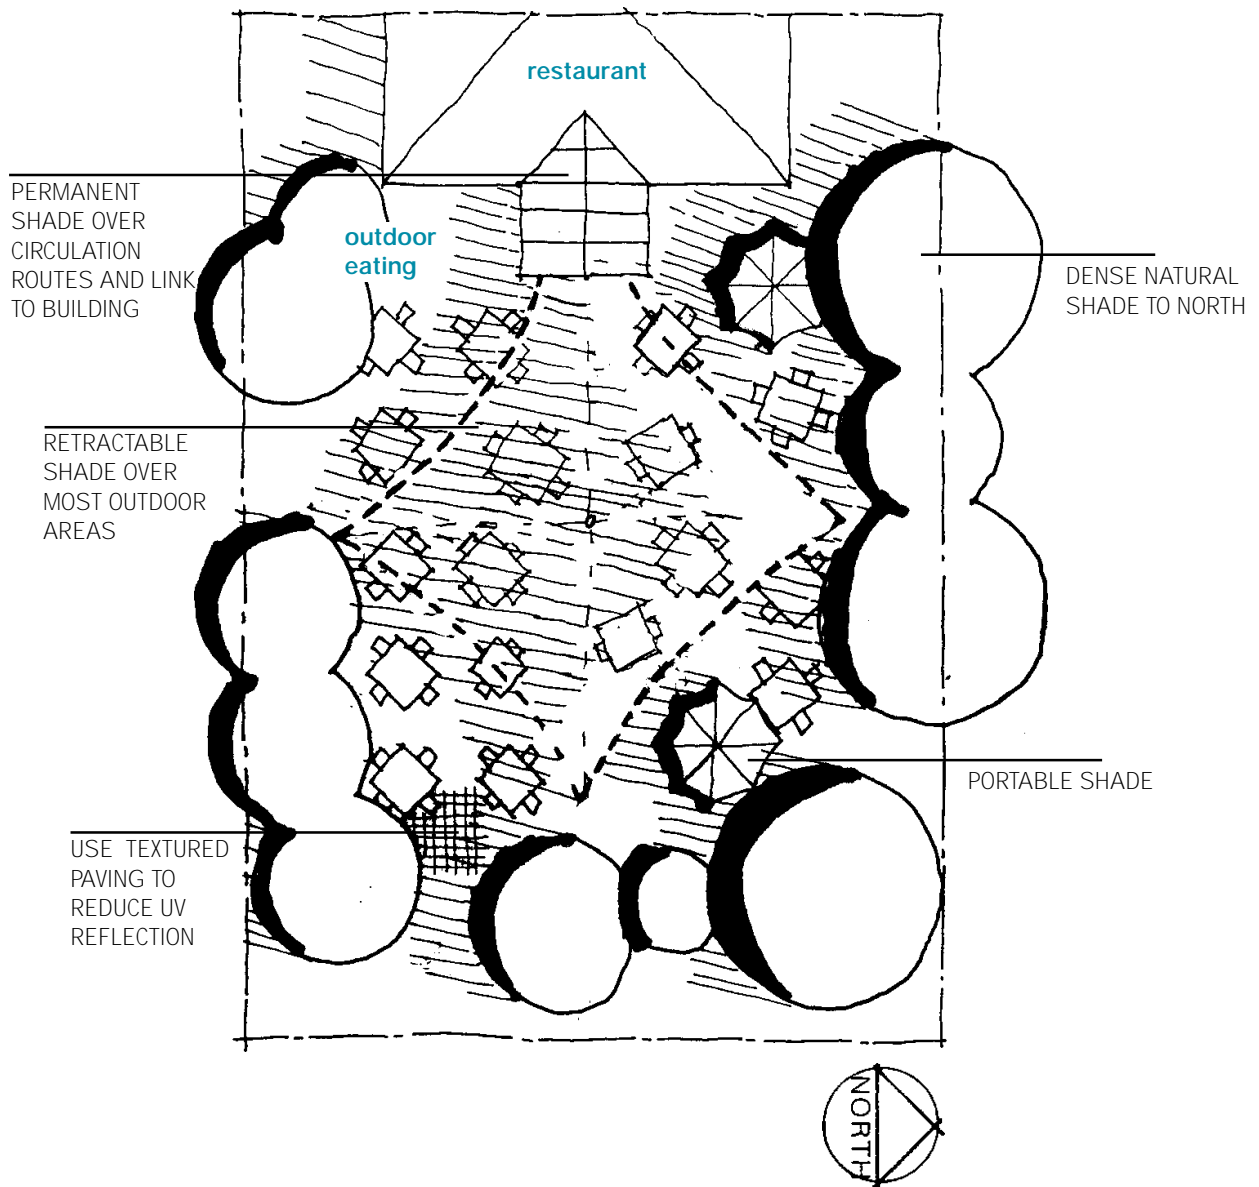 restaurant
PERMANENT
SHADE OVER
CIRCULATION
ROUTES AND LINK
TO BUILDING
outdoor
eating
DENSE NATURAL
SHADE TO NORTH
RETRACTABLE
SHADE OVER
MOST OUTDOOR
AREAS
PORTABLE SHADE
USE TEXTURED
PAVING TO
REDUCE UV
REFLECTION
NORTH